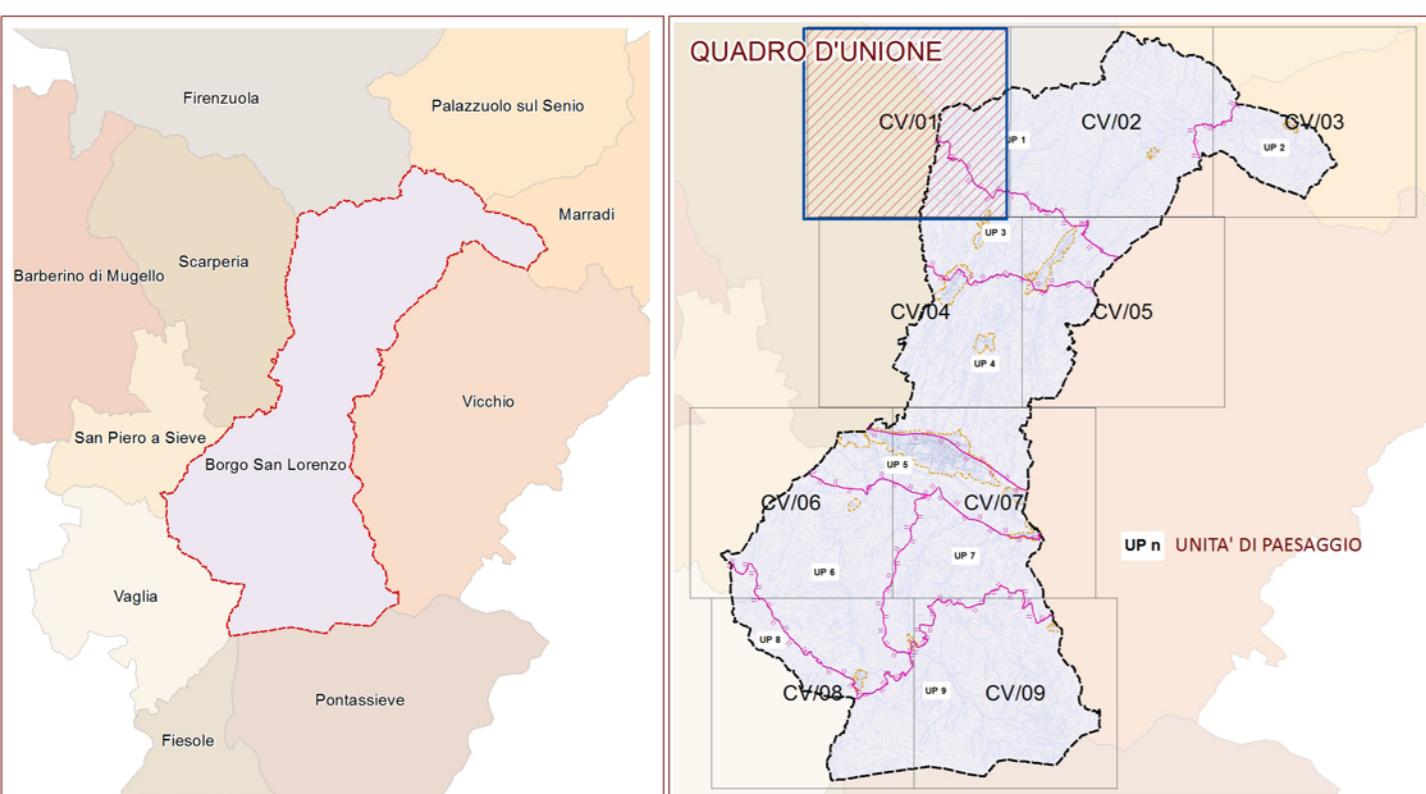 Firenzuola
Palazzuolo sul Senio
Marradi
Scarperia
Barberino di Mugello
Vicchio
San Piero a Sieve
Borgo San Lorenzo
Vaglia
Pontassieve
Fiesole
QUADRO D'UNIONE
CV/01
CV/02
CV/03
UP 1
UP 2
UP 3
CV/04
CV/05
UP 4
UP 5
CV/06
CV/07
UP n UNITA' DI PAESAGGIO
UP 7
UP 6
UP 8
CV/08
UP 9
CV/09